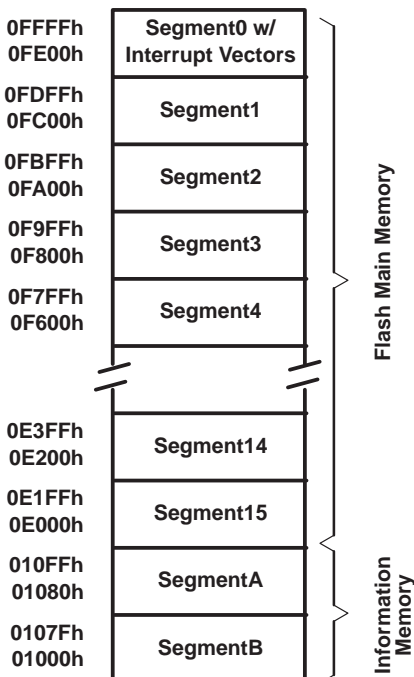 0FFFFh
0FE00h
Segment0 w/
Interrupt Vectors
0FDFFh
0FC00h
Segment1
0FBFFh
0FA00h
Segment2
0F9FFh
0F800h
Segment3
0F7FFh
0F600h
Segment4
0E3FFh
0E200h
Segment14
0E1FFh
0E000h
Segment15
010FFh
01080h
SegmentA
0107Fh
01000h
SegmentB
Flash Main Memory
Information
Memory